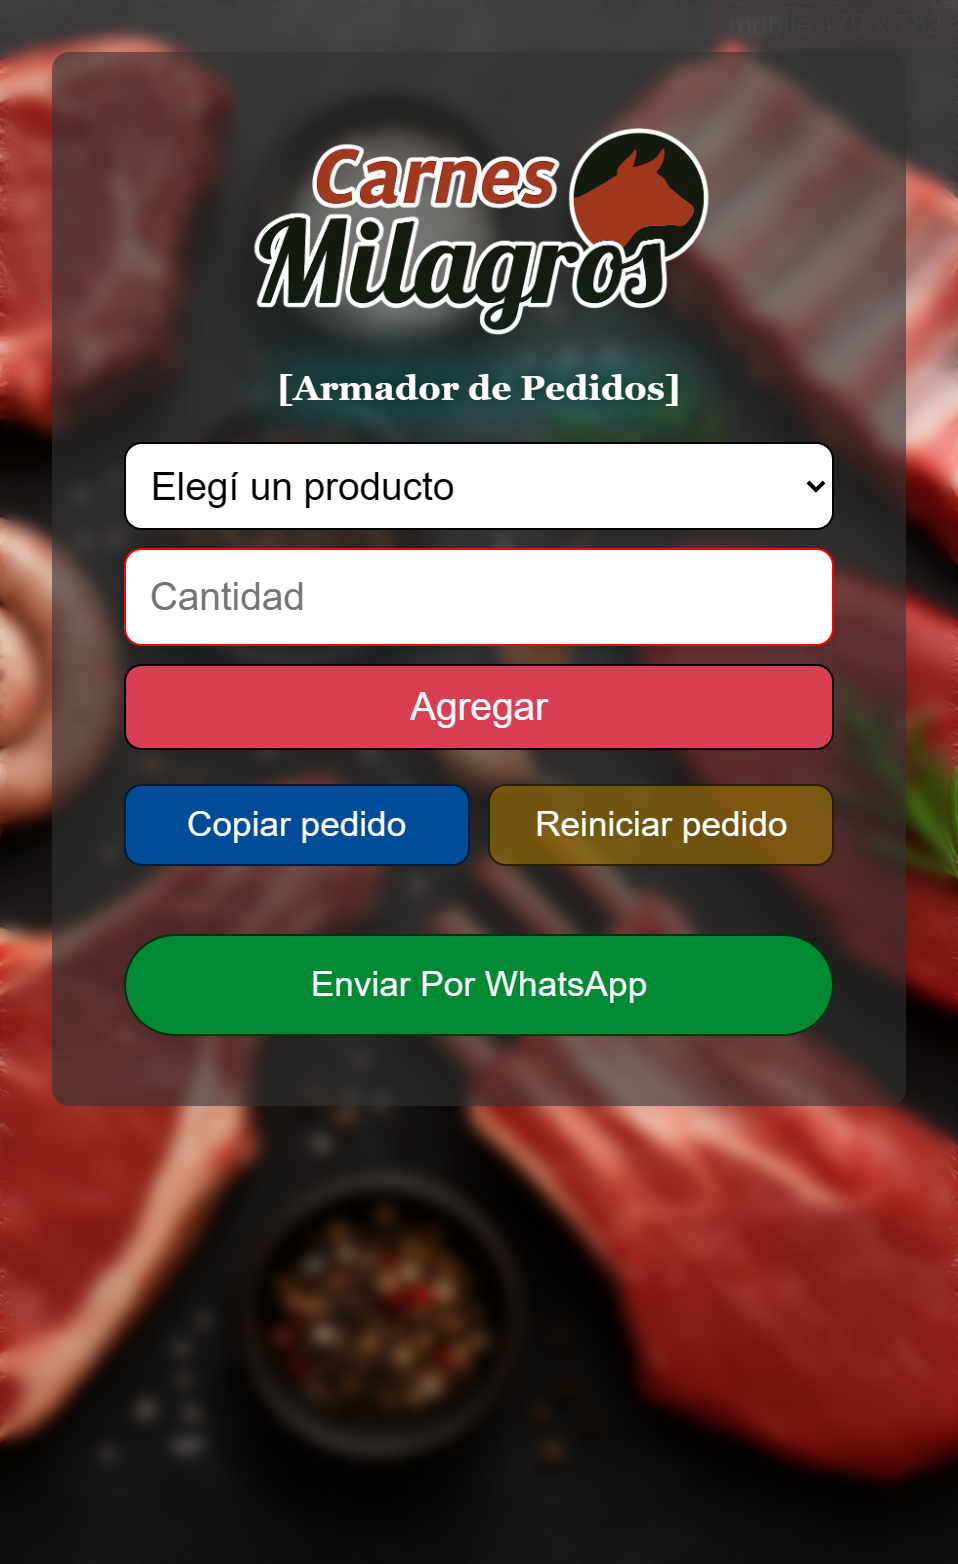 mobile 479 x 782
Carnes
Milagros
[Armador de Pedidos]
Elegí un producto
Cantidad
Agregar
Copiar pedido
Reiniciar pedido
Enviar Por WhatsApp